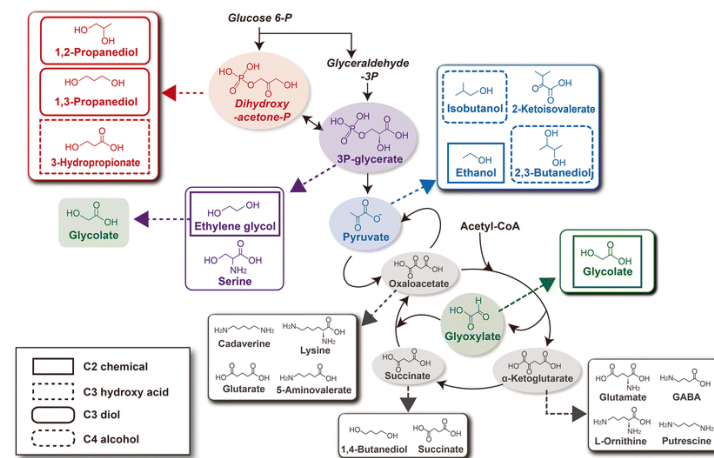 Glucose 6-P
Glyceraldehyde
-3P
1,2-Propanediol
1,3-Propanediol
3-Hydropropionate
Dihydroxy
-acetone-P
3P-glycerate
Isobutanol
2-Ketoisovalerate
Ethanol
2,3-Butanediol
Glycolate
Ethylene glycol
Serine
Pyruvate
Acetyl-CoA
Oxaloacetate
Glycolate
Glyoxylate
Cadaverine
Lysine
Glutarate
5-Aminovalerate
Succinate
α-Ketoglutarate
Glutamate
GABA
L-Ornithine
Putrescine
1,4-Butanediol
Succinate
C2 chemical
C3 hydroxy acid
C3 diol
C4 alcohol